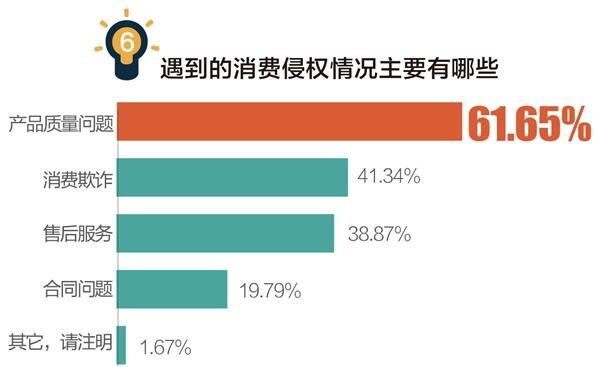 6
遇到的消费侵权情况主要有哪些
产品质量问题 61.65%
消费欺诈 41.34%
售后服务 38.87%
合同问题 19.79%
其它，请注明 1.67%